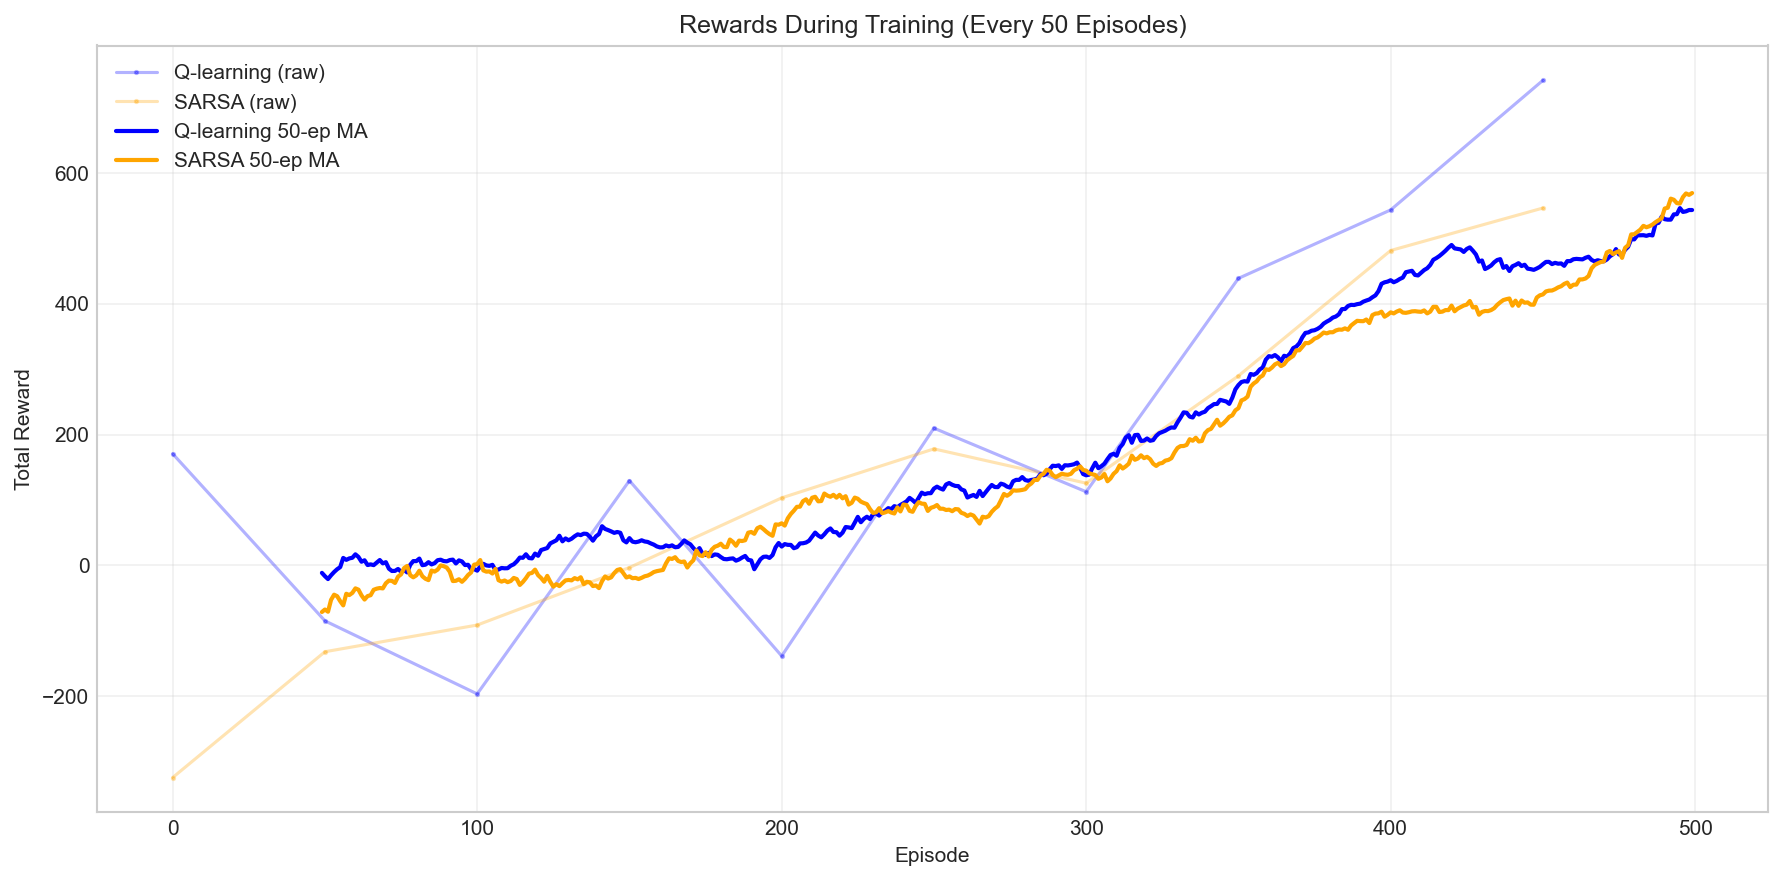 Rewards During Training (Every 50 Episodes)
Q-learning (raw)
SARSA (raw)
Q-learning 50-ep MA
SARSA 50-ep MA
Total Reward
600
400
200
0
−200
0 100 200 300 400 500
Episode